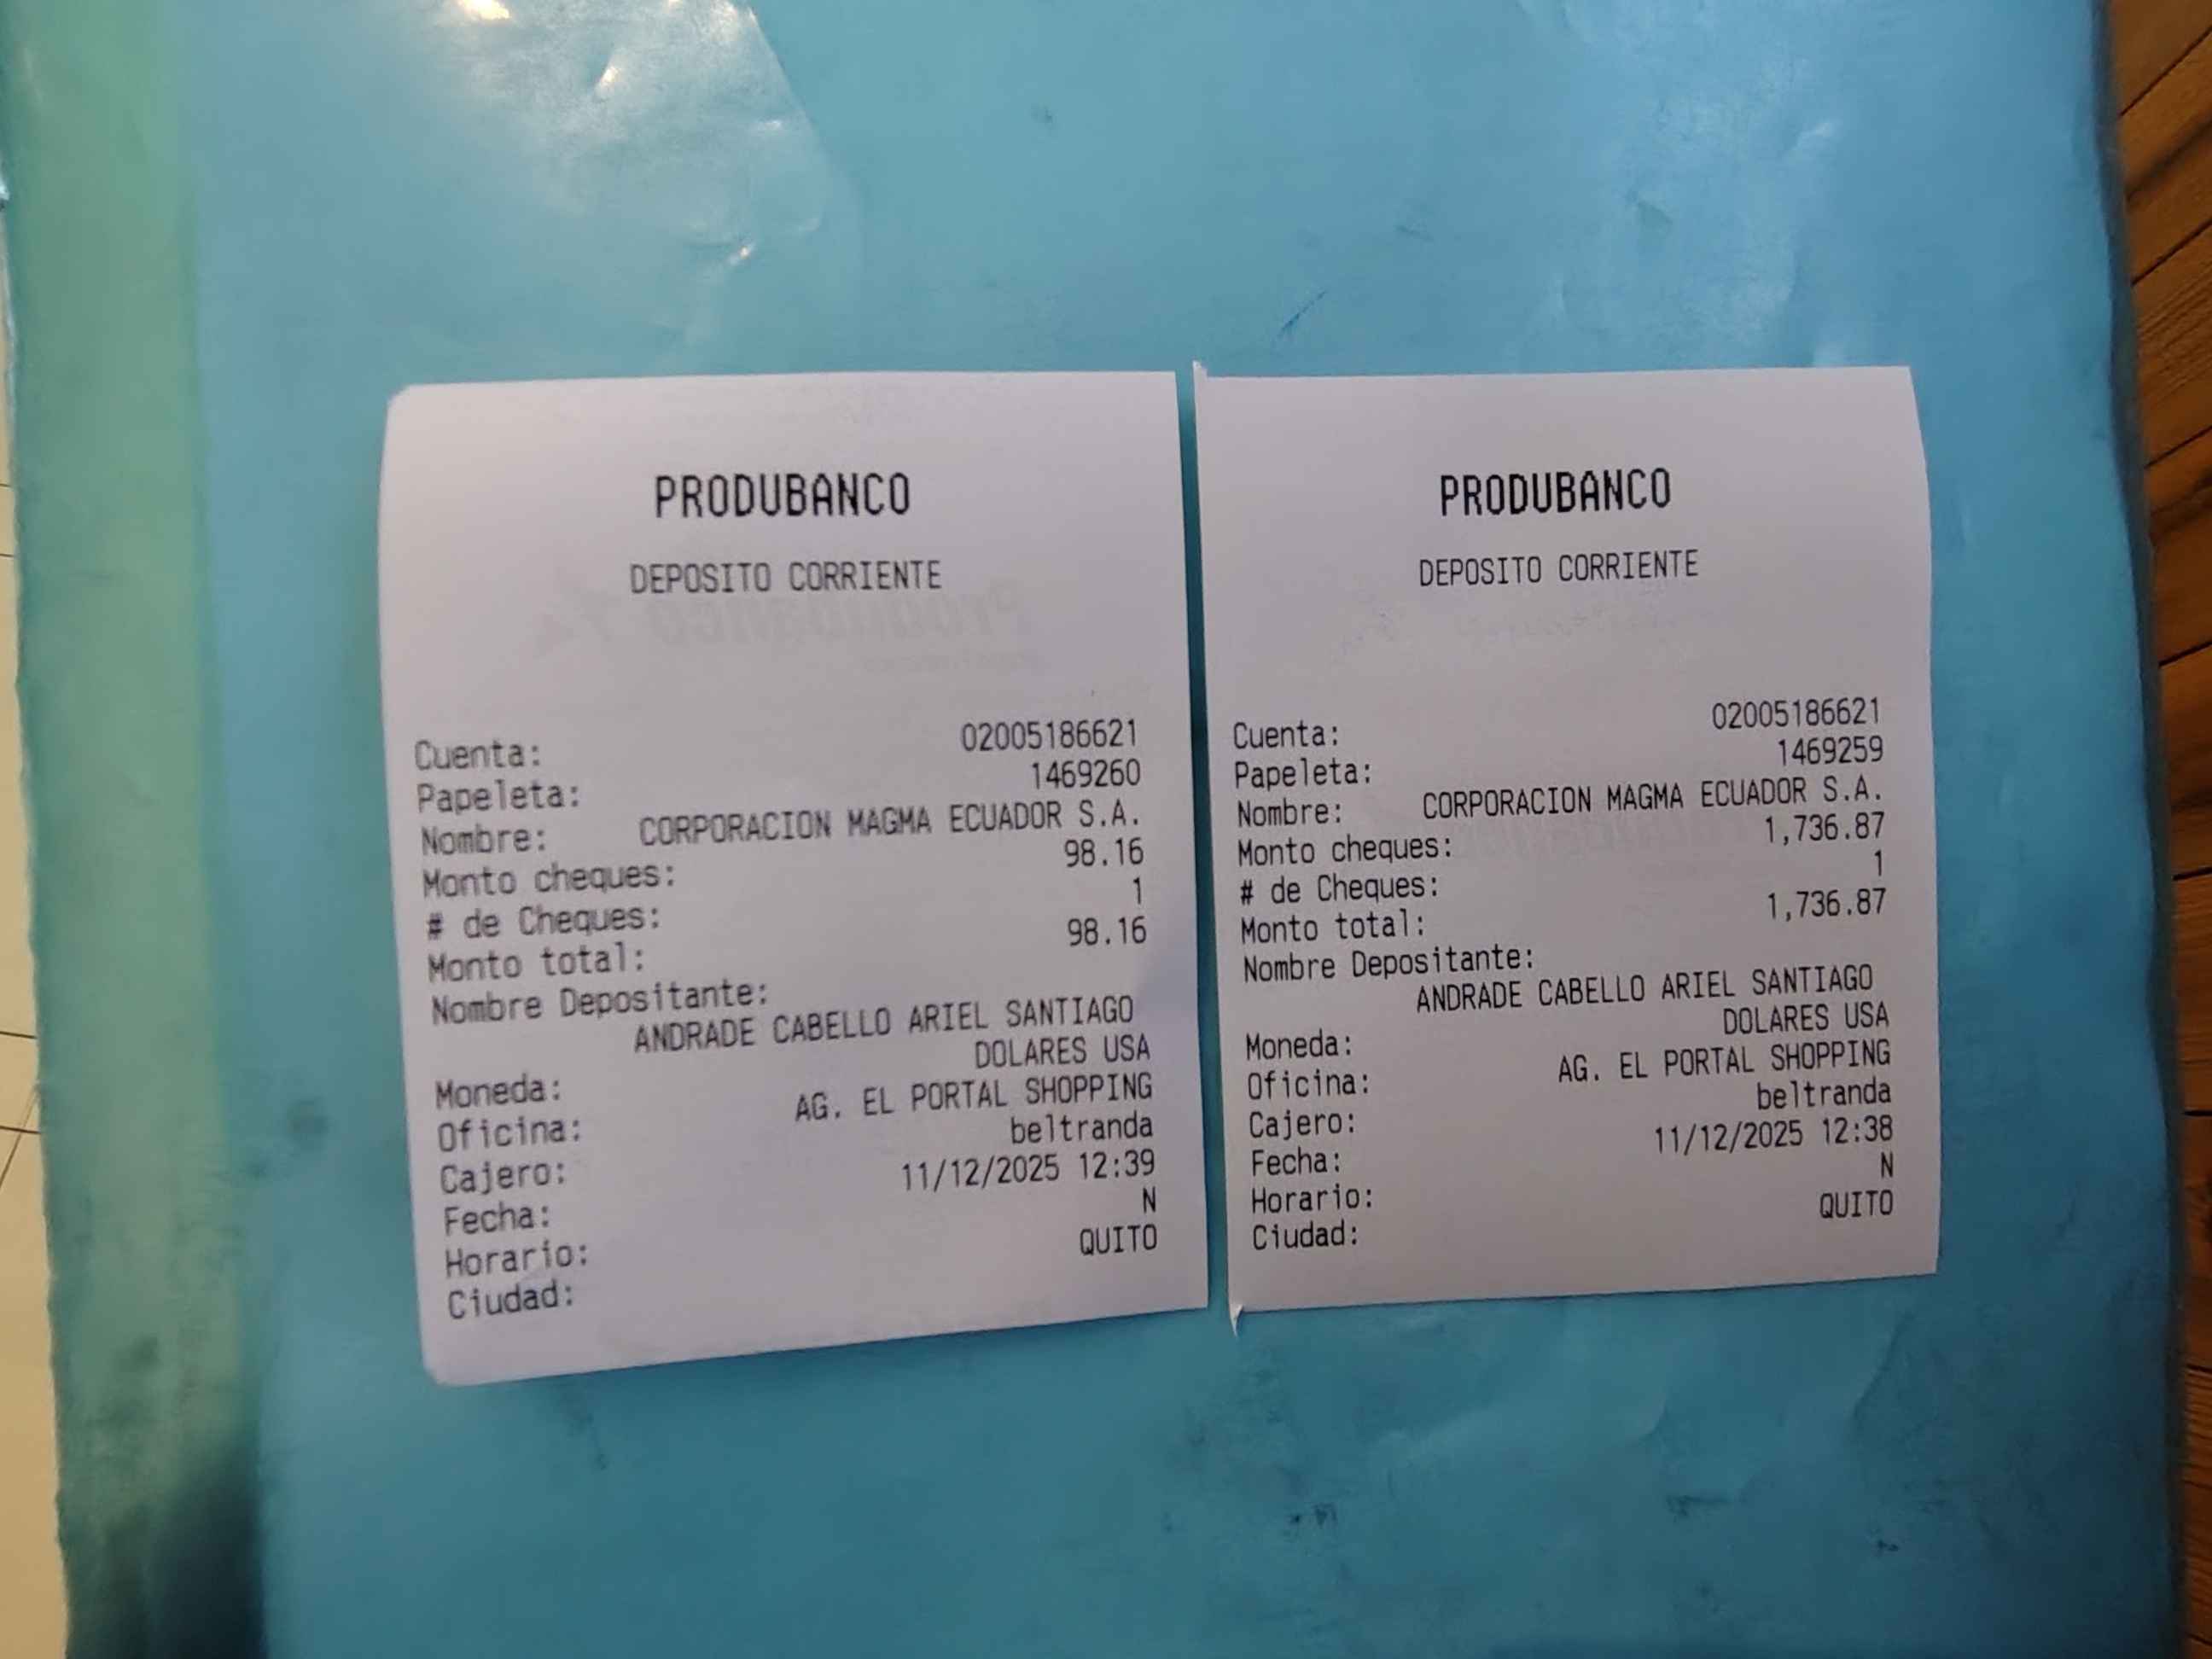 PRODUBANCO
DEPOSITO CORRIENTE
Cuenta: 02005186621
Papeleta: 1469260
Nombre: CORPORACION MAGMA ECUADOR S.A.
Monto cheques: 98.16
# de Cheques: 1
Monto total: 98.16
Nombre Depositante:
ANDRADE CABELLO ARIEL SANTIAGO
Moneda: DOLARES USA
Oficina: AG. EL PORTAL SHOPPING
Cajero: beltranda
Fecha: 11/12/2025 12:39
Horario: N
Ciudad: QUITO
PRODUBANCO
DEPOSITO CORRIENTE
Cuenta: 02005186621
Papeleta: 1469259
Nombre: CORPORACION MAGMA ECUADOR S.A.
Monto cheques: 1,736.87
# de Cheques: 1
Monto total: 1,736.87
Nombre Depositante:
ANDRADE CABELLO ARIEL SANTIAGO
Moneda: DOLARES USA
Oficina: AG. EL PORTAL SHOPPING
Cajero: beltranda
Fecha: 11/12/2025 12:38
Horario: N
Ciudad: QUITO